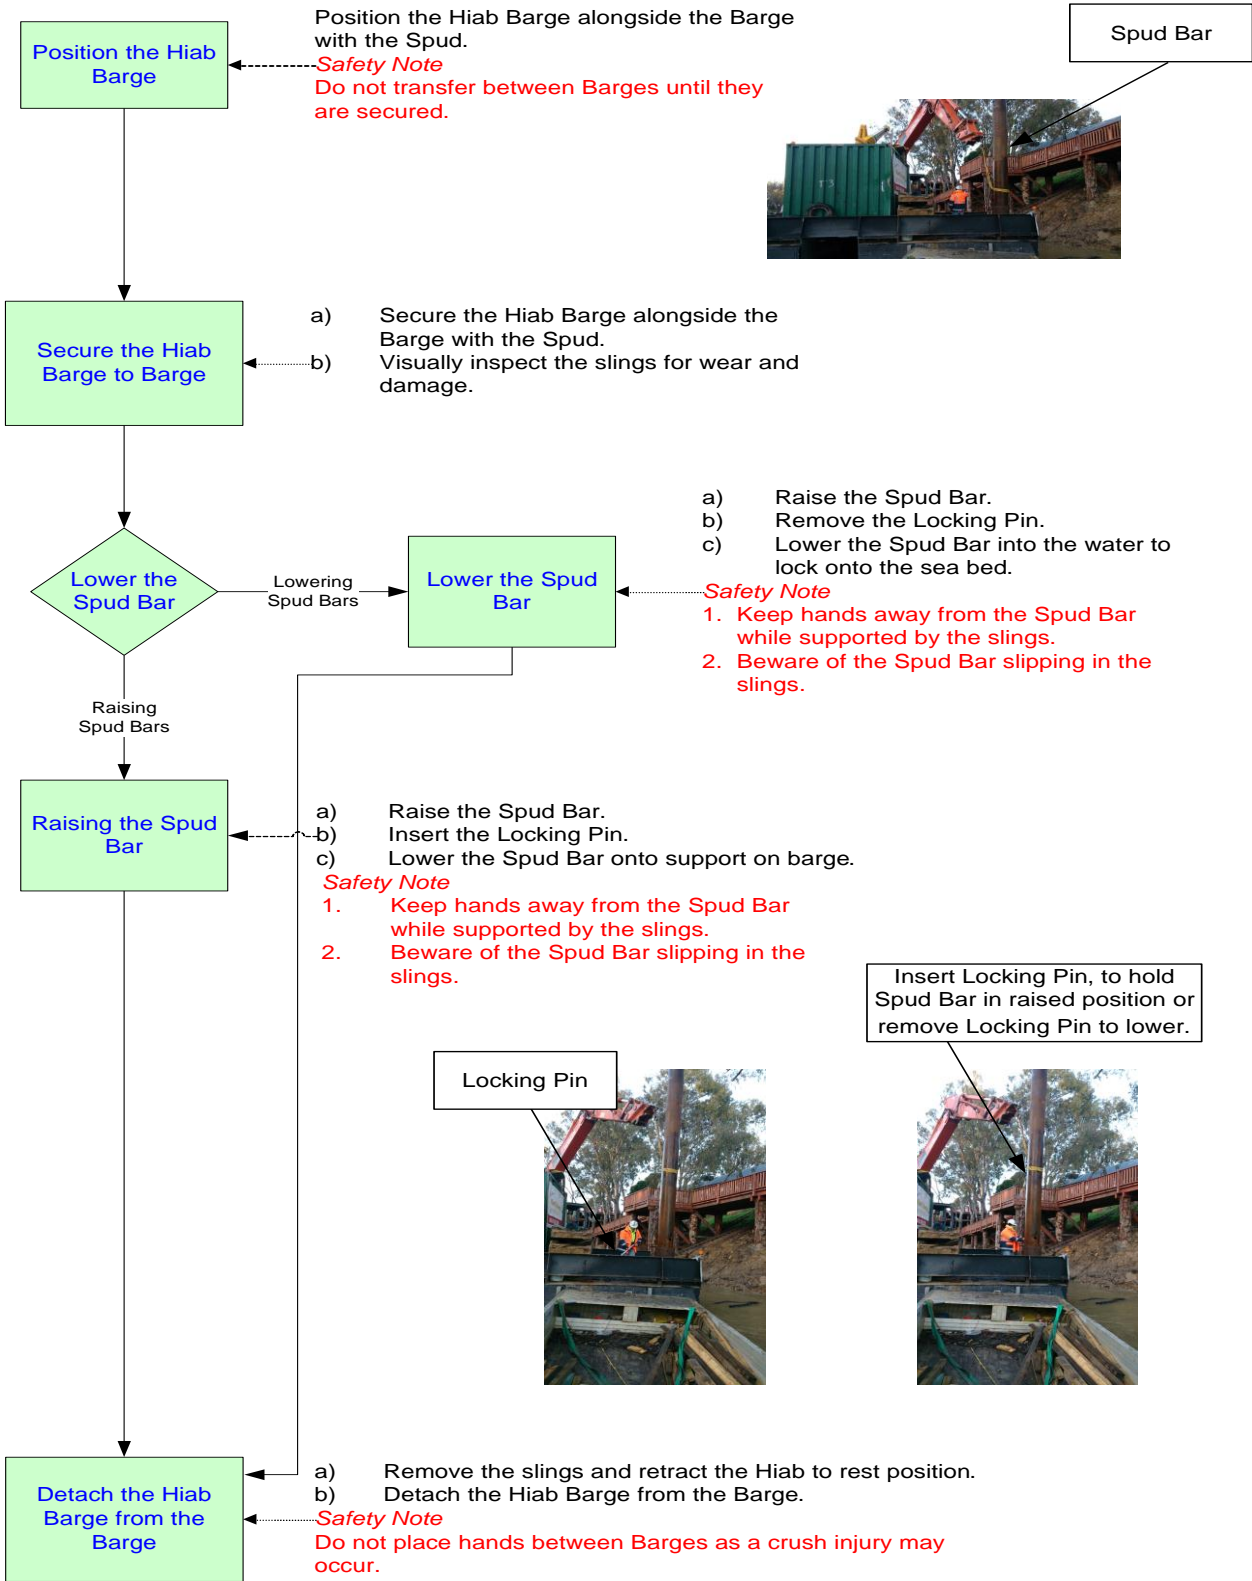 Position the Hiab
Barge
Position the Hiab Barge alongside the Barge
with the Spud.
Safety Note
Do not transfer between Barges until they
are secured.
Spud Bar
Secure the Hiab
Barge to Barge
a) Secure the Hiab Barge alongside the
Barge with the Spud.
b) Visually inspect the slings for wear and
damage.
Lower the
Spud Bar
Lowering
Spud Bars
Lower the Spud
Bar
a) Raise the Spud Bar.
b) Remove the Locking Pin.
c) Lower the Spud Bar into the water to
lock onto the sea bed.
Safety Note
1. Keep hands away from the Spud Bar
while supported by the slings.
2. Beware of the Spud Bar slipping in the
slings.
Raising
Spud Bars
Raising the Spud
Bar
a) Raise the Spud Bar.
b) Insert the Locking Pin.
c) Lower the Spud Bar onto support on barge.
Safety Note
1. Keep hands away from the Spud Bar
while supported by the slings.
2. Beware of the Spud Bar slipping in the
slings.
Insert Locking Pin, to hold
Spud Bar in raised position or
remove Locking Pin to lower.
Locking Pin
Detach the Hiab
Barge from the
Barge
a) Remove the slings and retract the Hiab to rest position.
b) Detach the Hiab Barge from the Barge.
Safety Note
Do not place hands between Barges as a crush injury may
occur.